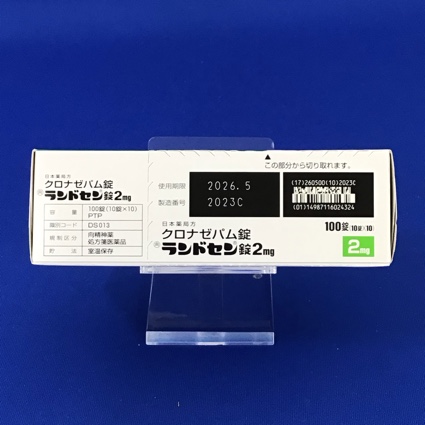 日本薬局方
クロナゼパム錠
ランドセン錠2mg
容量 100錠(10錠×10)
PTP
識別コード DS013
規制区分 向精神薬
処方箋医薬品
貯法 室温保存
▲
この部分から切り取れます。
使用期限 2026.5
製造番号 2023C
(17)260500(10)2023C
(01)14987116024324
日本薬局方
クロナゼパム錠
ランドセン錠2mg
100錠(10錠×10)
2mg